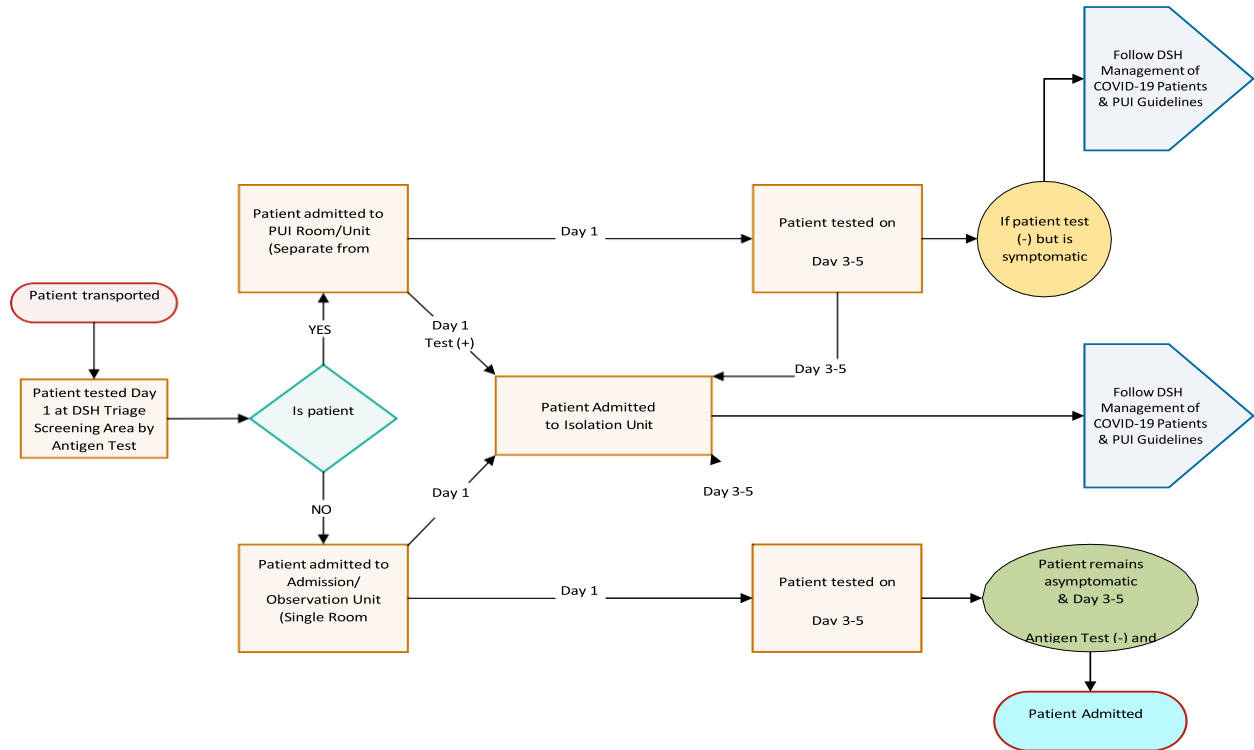 Follow DSH
Management of
COVID-19 Patients
& PUI Guidelines
Patient admitted to
PUI Room/Unit
(Separate from
Day 1
Patient tested on
Day 3-5
If patient test
(-) but is
symptomatic
Patient transported
YES
Day 1
Test (+)
Day 3-5
Patient tested Day
1 at DSH Triage
Screening Area by
Antigen Test
Is patient
Patient Admitted
to Isolation Unit
Follow DSH
Management of
COVID-19 Patients
& PUI Guidelines
Day 1
Day 3-5
NO
Patient admitted to
Admission/
Observation Unit
(Single Room
Day 1
Patient tested on
Day 3-5
Patient remains
asymptomatic
& Day 3-5
Antigen Test (-) and
Patient Admitted